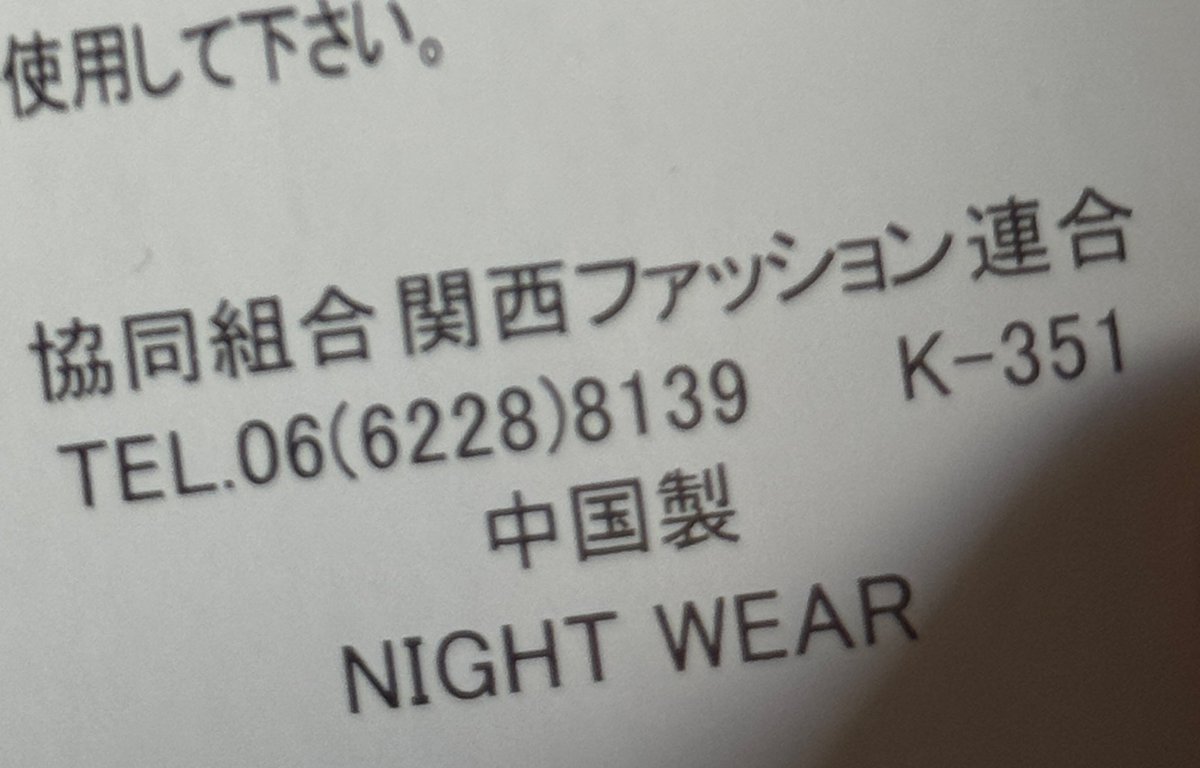 使用して下さい。
協同組合 関西ファッション連合
TEL.06(6228)8139 K-351
中国製
NIGHT WEAR